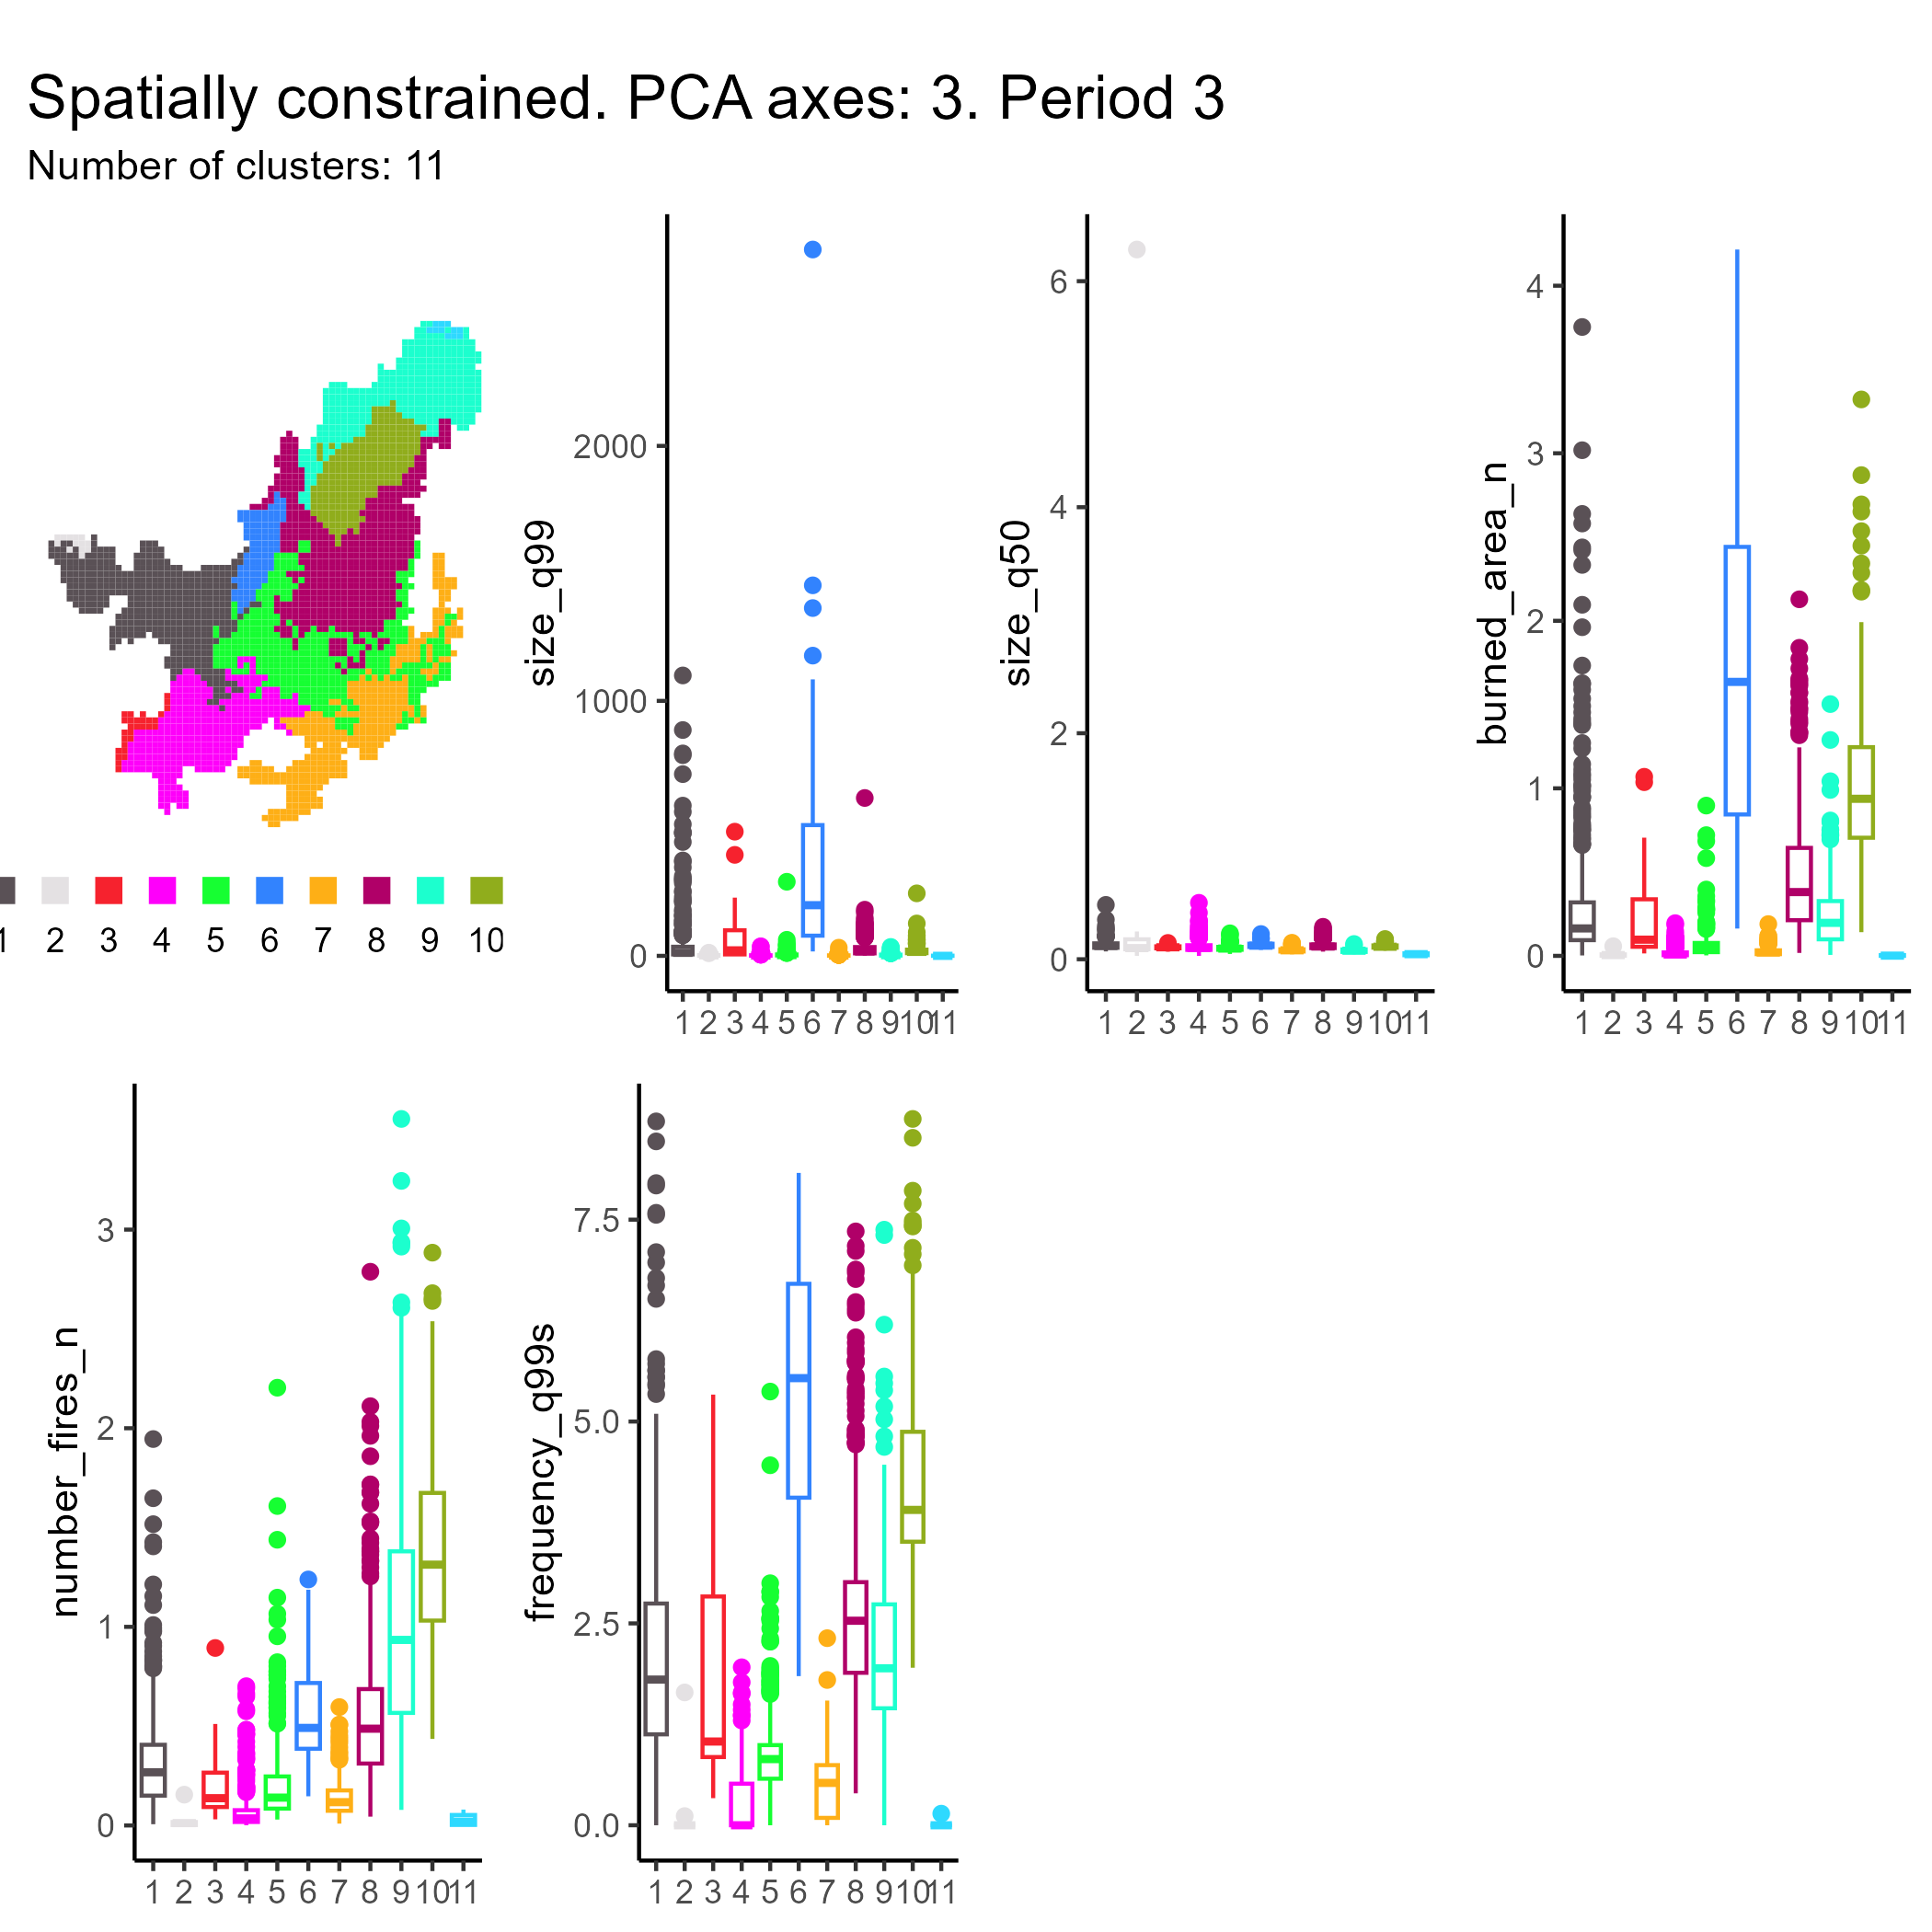 Spatially constrained. PCA axes: 3. Period 3
Number of clusters: 11
1 2 3 4 5 6 7 8 9 10
size_q99
2000
1000
0
1 2 3 4 5 6 7 8 9 10 11
size_q50
6
4
2
0
1 2 3 4 5 6 7 8 9 10 11
burned_area_n
4
3
2
1
0
1 2 3 4 5 6 7 8 9 10 11
number_fires_n
3
2
1
0
1 2 3 4 5 6 7 8 9 10 11
frequency_q99s
7.5
5.0
2.5
0.0
1 2 3 4 5 6 7 8 9 10 11